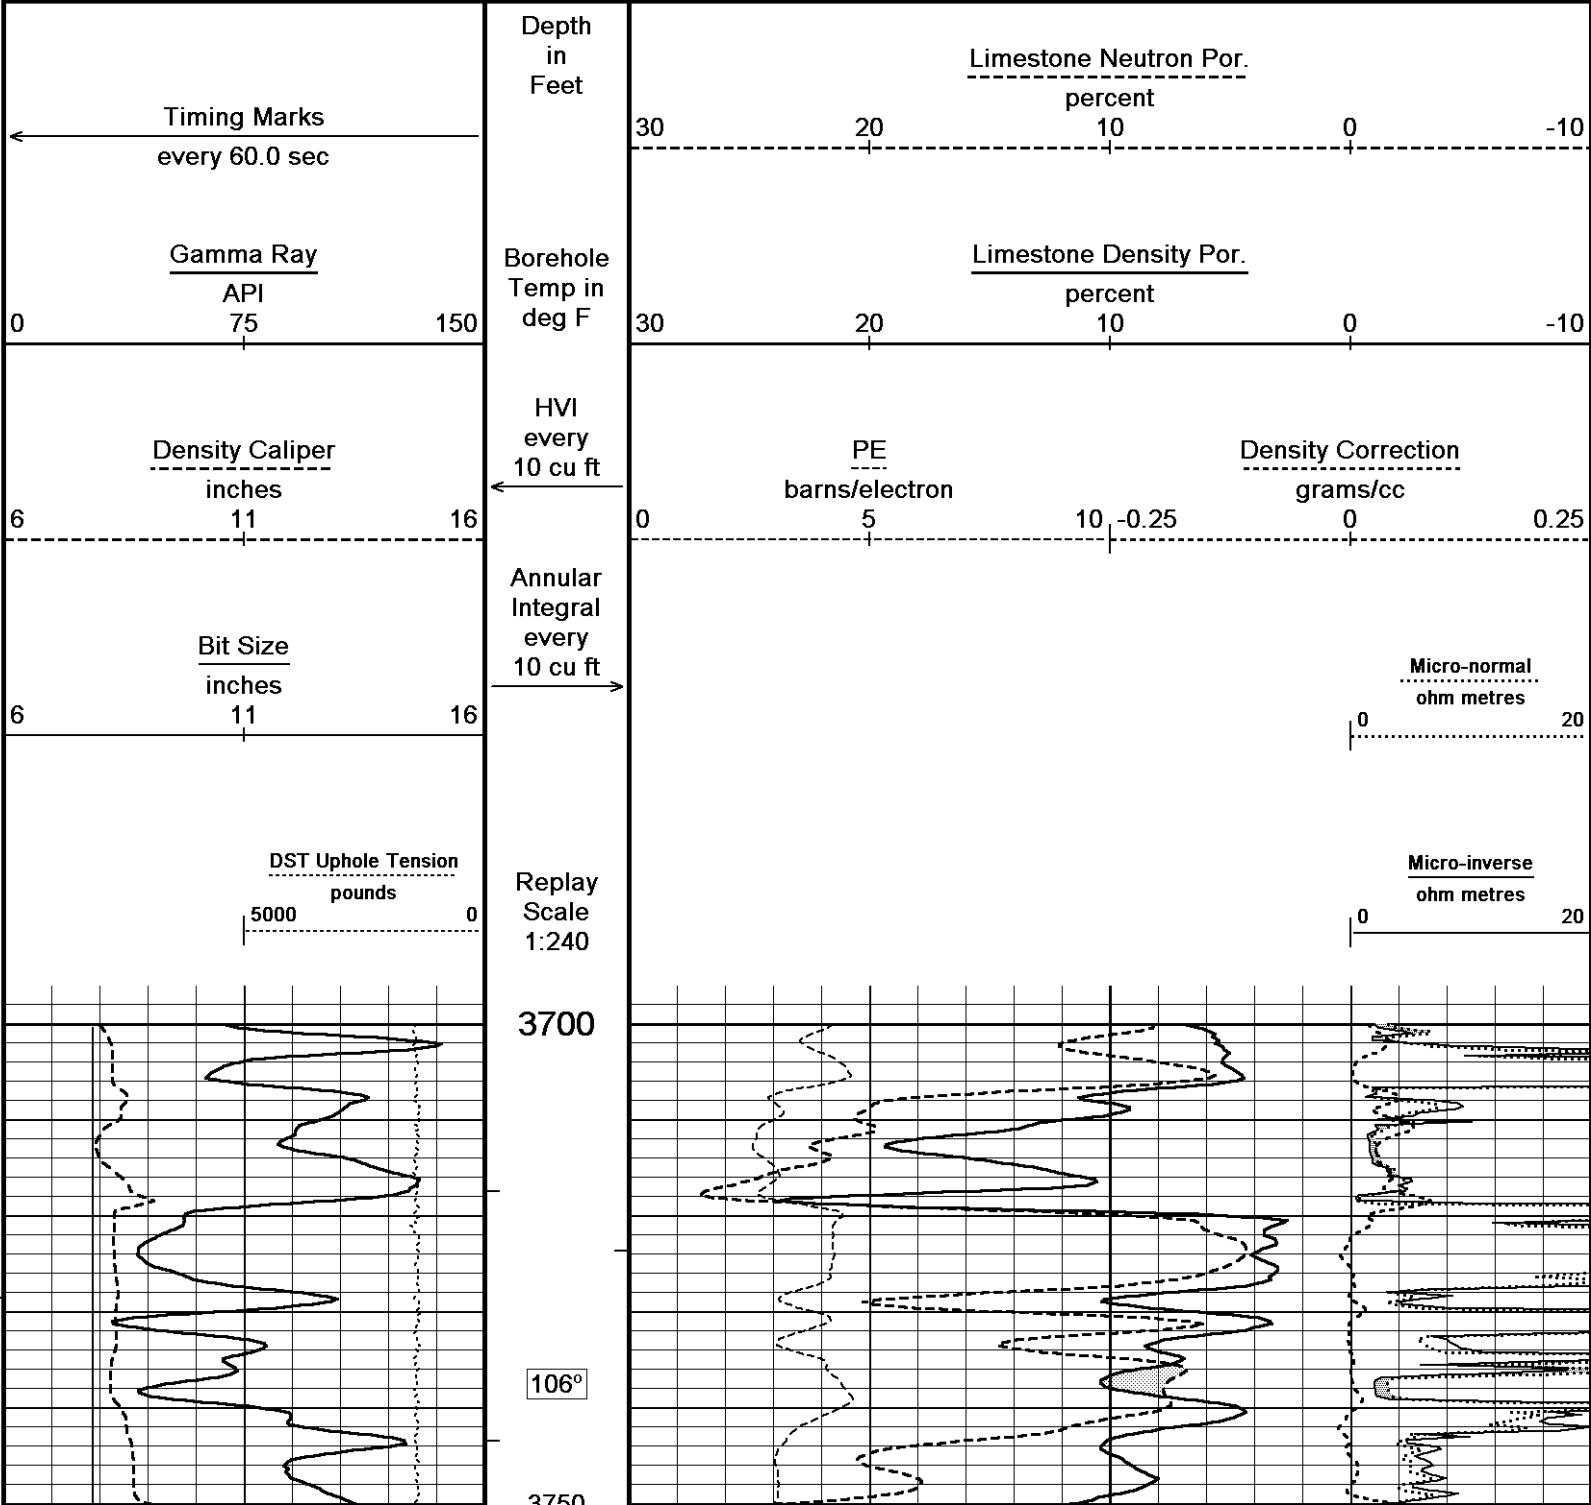 Timing Marks
every 60.0 sec
Gamma Ray
API
0 75 150
Density Caliper
inches
6 11 16
Bit Size
inches
6 11 16
DST Uphole Tension
pounds
5000 0
Depth
in
Feet
Borehole
Temp in
deg F
HVI
every
10 cu ft
Annular
Integral
every
10 cu ft
Replay
Scale
1:240
Limestone Neutron Por.
percent
30 20 10 0 -10
Limestone Density Por.
percent
30 20 10 0 -10
PE
barns/electron
0 5 10
Density Correction
grams/cc
-0.25 0 0.25
Micro-normal
ohm metres
0 20
Micro-inverse
ohm metres
0 20
3700
106º
3750